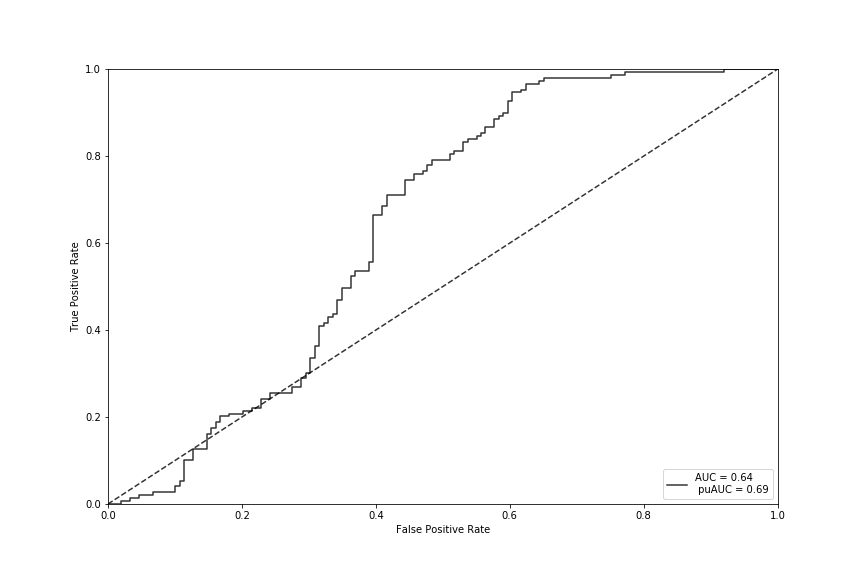 1.0
0.8
0.6
0.4
0.2
0.0
True Positive Rate
0.0 0.2 0.4 0.6 0.8 1.0
False Positive Rate
AUC = 0.64
puAUC = 0.69